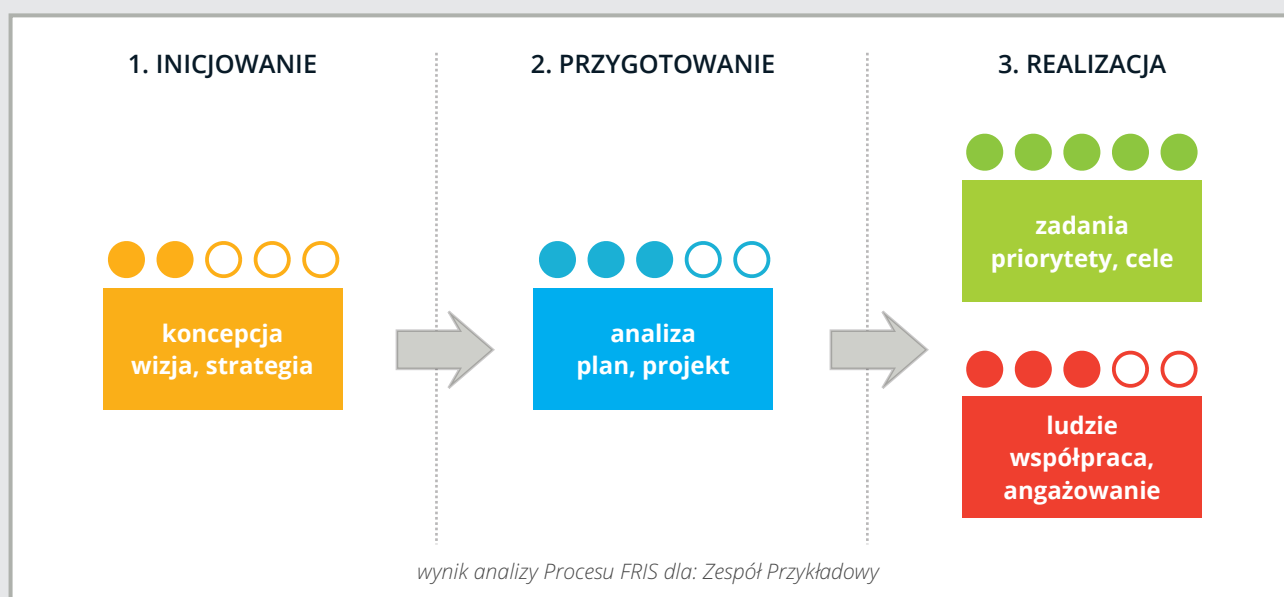 1. INICJOWANIE
2. PRZYGOTOWANIE
3. REALIZACJA
koncepcja
wizja, strategia
analiza
plan, projekt
zadania
priorytety, cele
ludzie
współpraca,
angażowanie
wynik analizy Procesu FRIS dla: Zespół Przykładowy